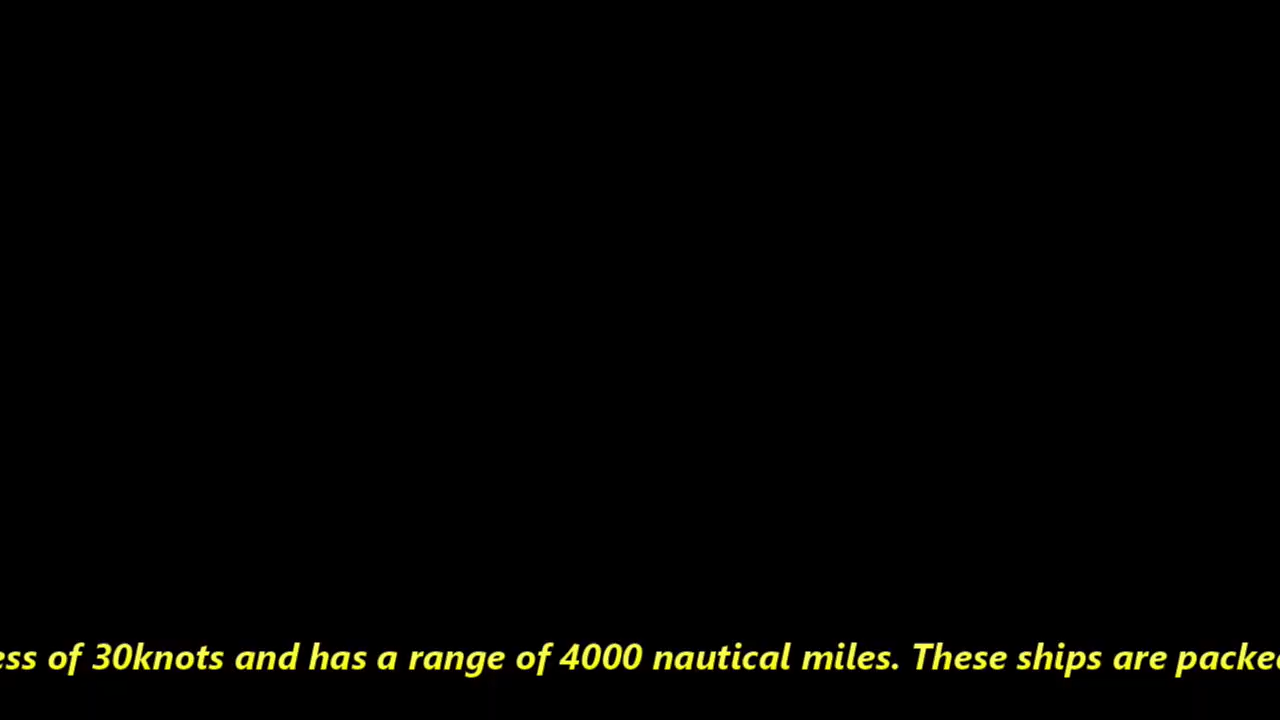 ess of 30knots and has a range of 4000 nautical miles. These ships are packe